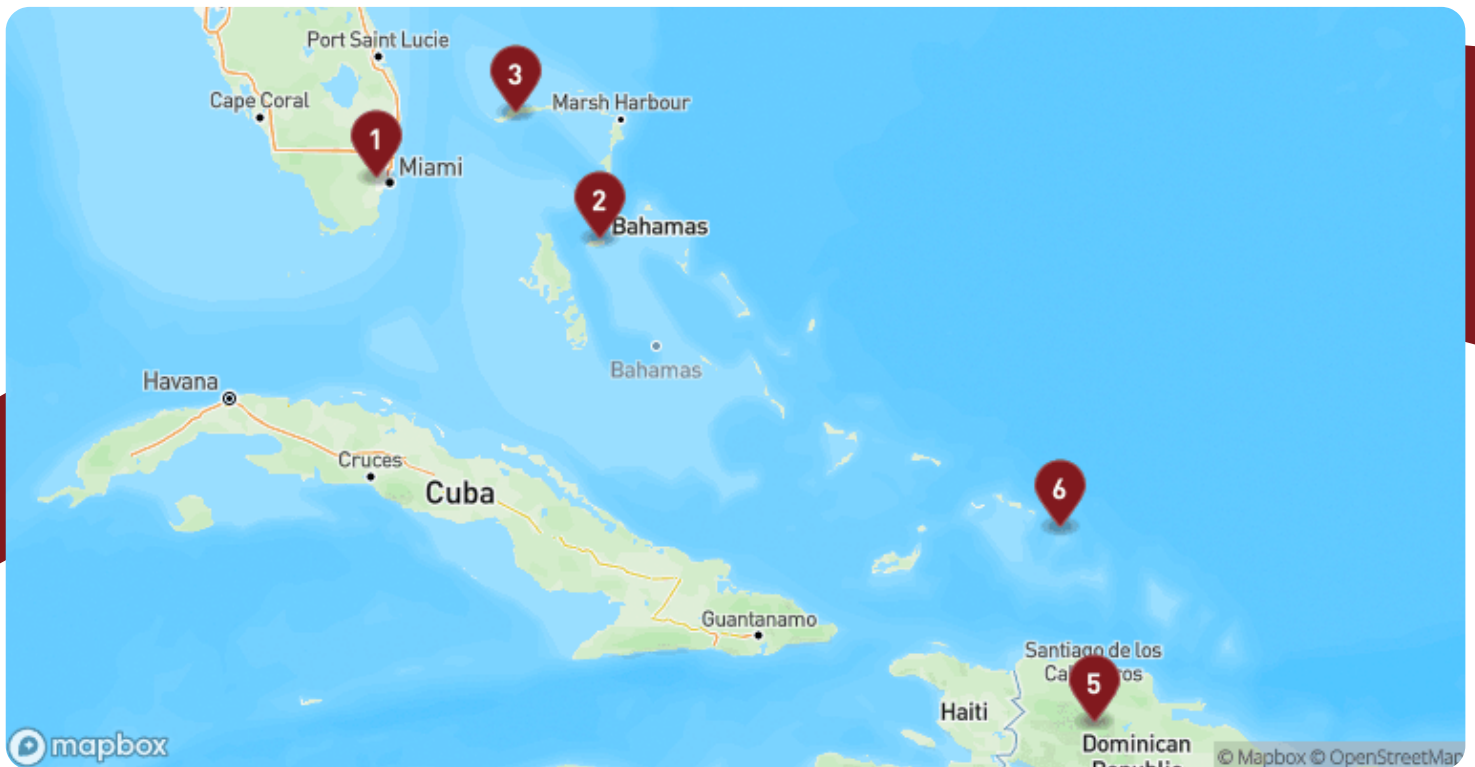 Port Saint Lucie
3
Cape Coral
Marsh Harbour
1
Miami
2
Bahamas
Bahamas
Havana
Cruces
Cuba
6
Guantanamo
Santiago de los
5
Haiti
Dominican
Republic
mapbox
© Mapbox © OpenStreetMap